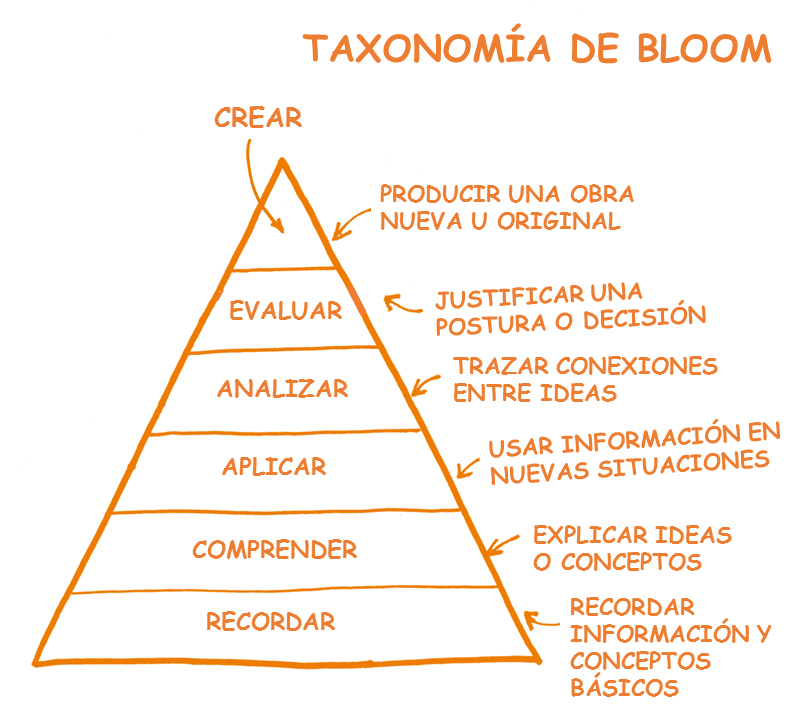 TAXONOMÍA DE BLOOM
CREAR
PRODUCIR UNA OBRA
NUEVA U ORIGINAL
EVALUAR
JUSTIFICAR UNA
POSTURA O DECISIÓN
ANALIZAR
TRAZAR CONEXIONES
ENTRE IDEAS
APLICAR
USAR INFORMACIÓN EN
NUEVAS SITUACIONES
COMPRENDER
EXPLICAR IDEAS
O CONCEPTOS
RECORDAR
RECORDAR
INFORMACIÓN Y
CONCEPTOS
BÁSICOS